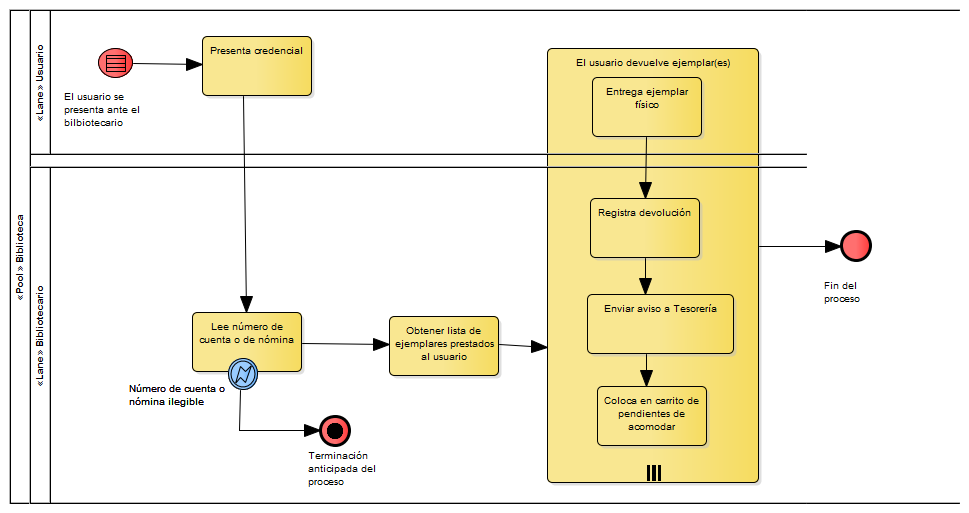 «Pool» Biblioteca
«Lane» Usuario
El usuario se
presenta ante el
bilbiotecario
Presenta credencial
El usuario devuelve ejemplar(es)
Entrega ejemplar
físico
«Lane» Bibliotecario
Lee número de
cuenta o de nómina
Número de cuenta o
nómina ilegible
Terminación
anticipada del
proceso
Obtener lista de
ejemplares prestados
al usuario
Registra devolución
Enviar aviso a Tesorería
Coloca en carrito de
pendientes de
acomodar
Fin del
proceso